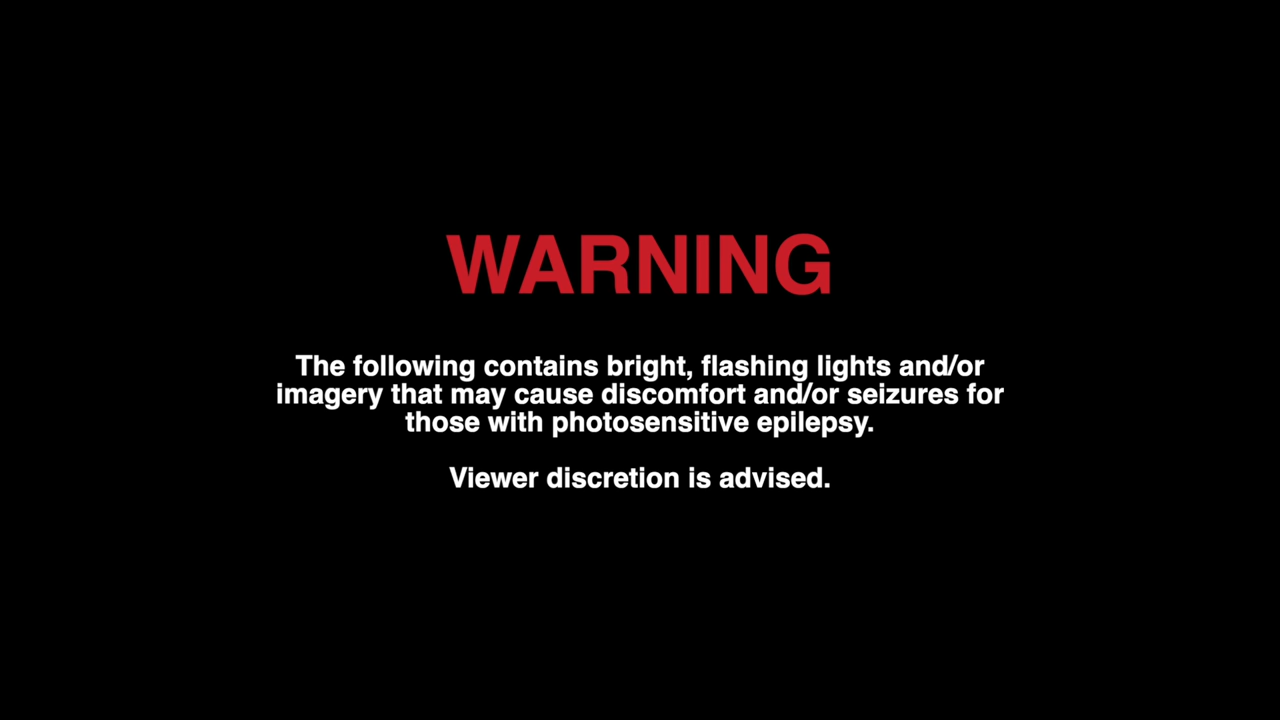 WARNING
The following contains bright, flashing lights and/or
imagery that may cause discomfort and/or seizures for
those with photosensitive epilepsy.
Viewer discretion is advised.